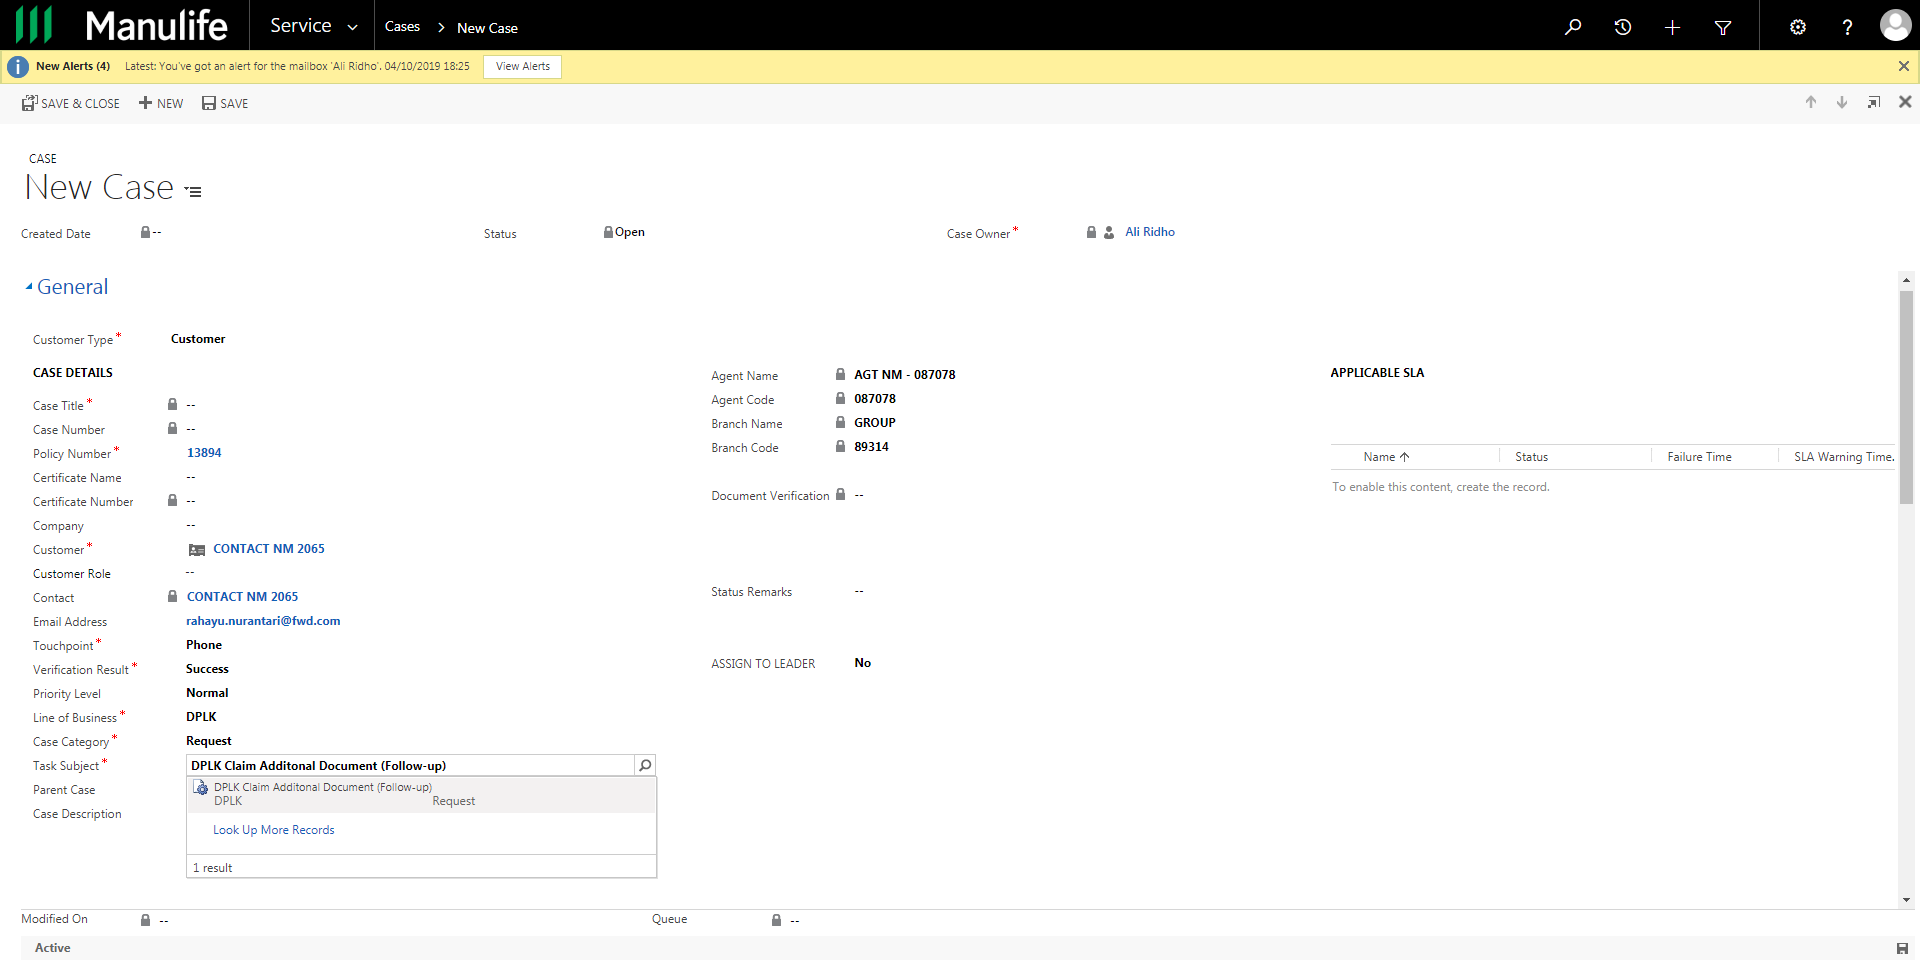 Manulife
Service
Cases > New Case
New Alerts (4) Latest: You've got an alert for the mailbox 'Ali Ridho'. 04/10/2019 18:25 View Alerts
SAVE & CLOSE NEW SAVE
CASE
New Case
Created Date -- Status Open Case Owner* Ali Ridho
General
Customer Type* Customer
CASE DETAILS
Case Title* --
Case Number --
Policy Number* 13894
Certificate Name --
Certificate Number --
Company --
Customer* CONTACT NM 2065
Customer Role --
Contact CONTACT NM 2065
Email Address rahayu.nurantari@fwd.com
Touchpoint* Phone
Verification Result* Success
Priority Level Normal
Line of Business* DPLK
Case Category* Request
Task Subject* DPLK Claim Additonal Document (Follow-up)
DPLK Claim Additonal Document (Follow-up)
DPLK Request
Look Up More Records
1 result
Parent Case
Case Description
Agent Name AGT NM - 087078
Agent Code 087078
Branch Name GROUP
Branch Code 89314
Document Verification --
Status Remarks --
ASSIGN TO LEADER No
APPLICABLE SLA
Name Status Failure Time SLA Warning Time.
To enable this content, create the record.
Modified On -- Queue --
Active